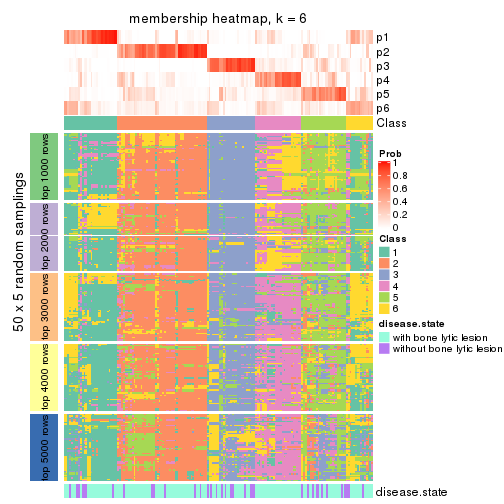 membership heatmap, k = 6
p1
p2
p3
p4
p5
p6
Class
50 x 5 random samplings
top 1000 rows
top 2000 rows
top 3000 rows
top 4000 rows
top 5000 rows
Prob
1
0.8
0.6
0.4
0.2
0
Class
1
2
3
4
5
6
disease.state
with bone lytic lesion
without bone lytic lesion
disease.state